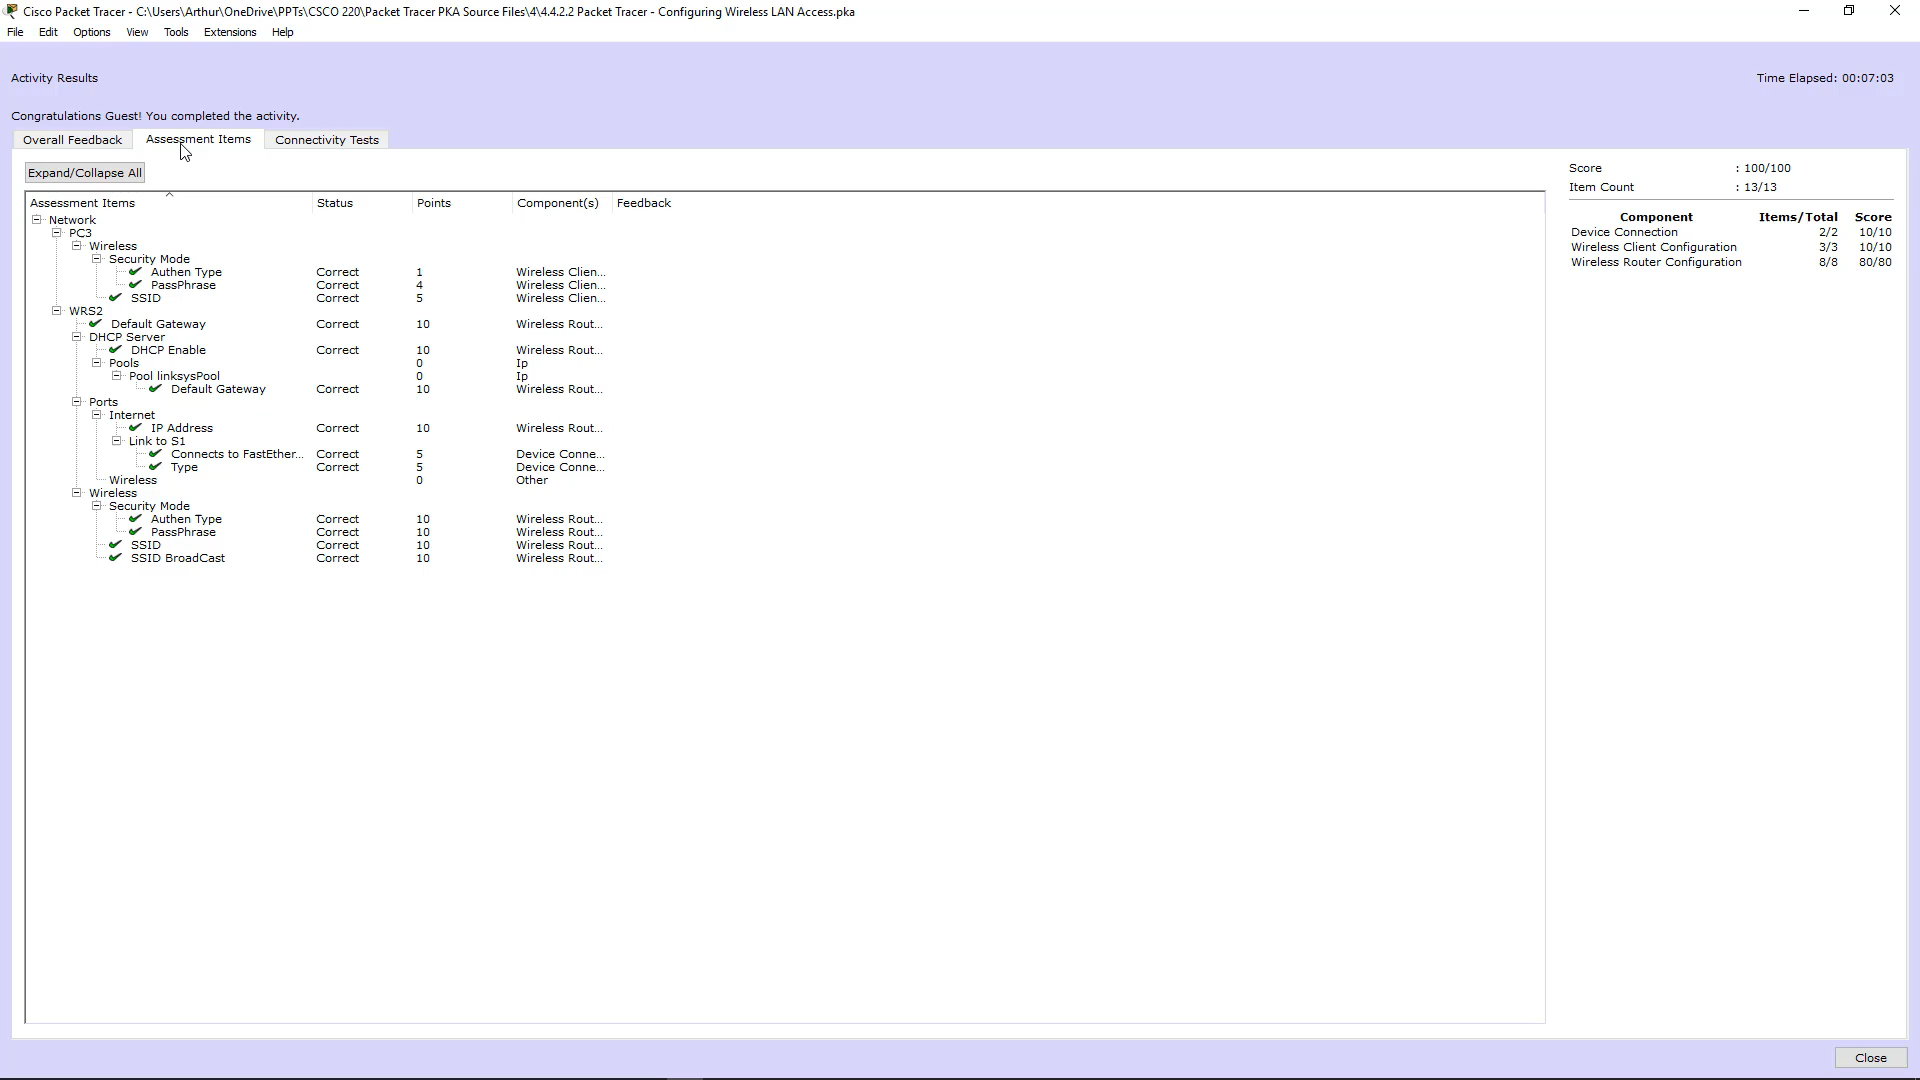 Cisco Packet Tracer - C:\Users\Arthur\OneDrive\PPTs\CSCO 220\Packet Tracer PKA Source Files\4\4.4.2.2 Packet Tracer - Configuring Wireless LAN Access.pka
File Edit Options View Tools Extensions Help
Activity Results Time Elapsed: 00:07:03
Congratulations Guest! You completed the activity.
Overall Feedback Assessment Items Connectivity Tests
Expand/Collapse All
Assessment Items Status Points Component(s) Feedback
Network
PC3
Wireless
Security Mode
Authen Type Correct 1 Wireless Clien...
PassPhrase Correct 4 Wireless Clien...
SSID Correct 5 Wireless Clien...
WRS2
Default Gateway Correct 10 Wireless Rout...
DHCP Server
DHCP Enable Correct 10 Wireless Rout...
Pools 0 Ip
Pool linksysPool 0 Ip
Default Gateway Correct 10 Wireless Rout...
Ports
Internet
IP Address Correct 10 Wireless Rout...
Link to S1
Connects to FastEther... Correct 5 Device Conne...
Type Correct 5 Device Conne...
Wireless 0 Other
Wireless
Security Mode
Authen Type Correct 10 Wireless Rout...
PassPhrase Correct 10 Wireless Rout...
SSID Correct 10 Wireless Rout...
SSID BroadCast Correct 10 Wireless Rout...
Score : 100/100
Item Count : 13/13
Component Items/Total Score
Device Connection 2/2 10/10
Wireless Client Configuration 3/3 10/10
Wireless Router Configuration 8/8 80/80
Close